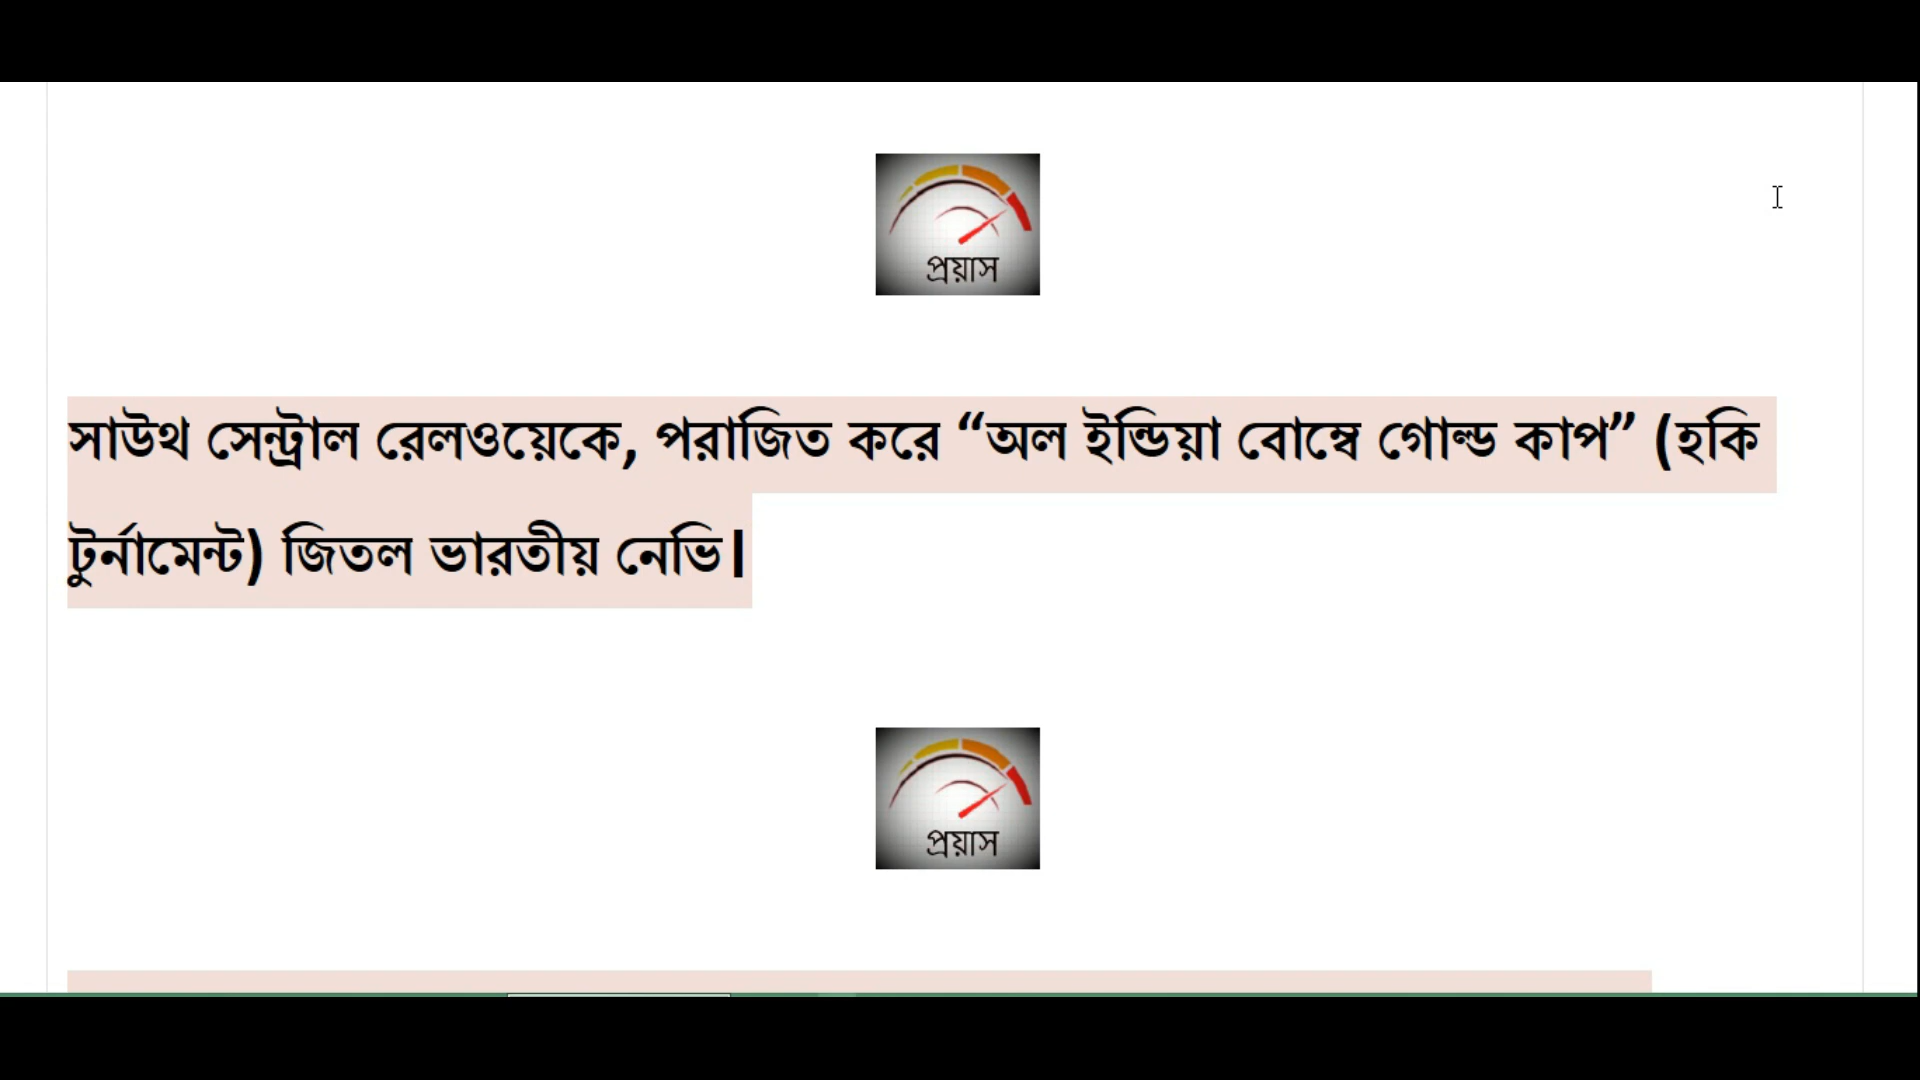 প্রয়াস
সাউথ সেন্ট্রাল রেলওয়েকে, পরাজিত করে “অল ইন্ডিয়া বোম্বে গোল্ড কাপ” (হকি
টুর্নামেন্ট) জিতল ভারতীয় নেভি।
প্রয়াস